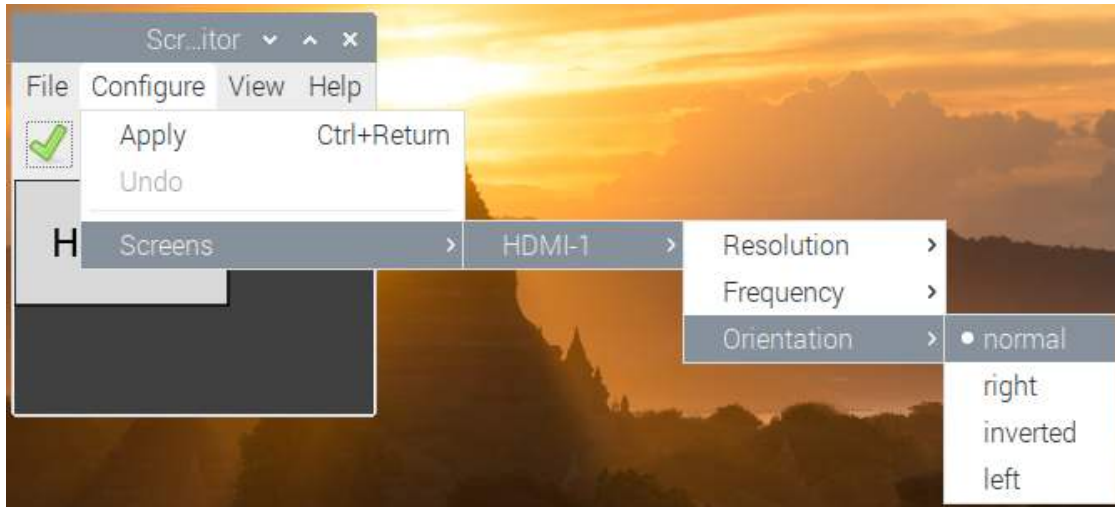 Scr...itor
File Configure View Help
Apply Ctrl+Return
Undo
H Screens HDMI-1 Resolution
Frequency
Orientation normal
right
inverted
left